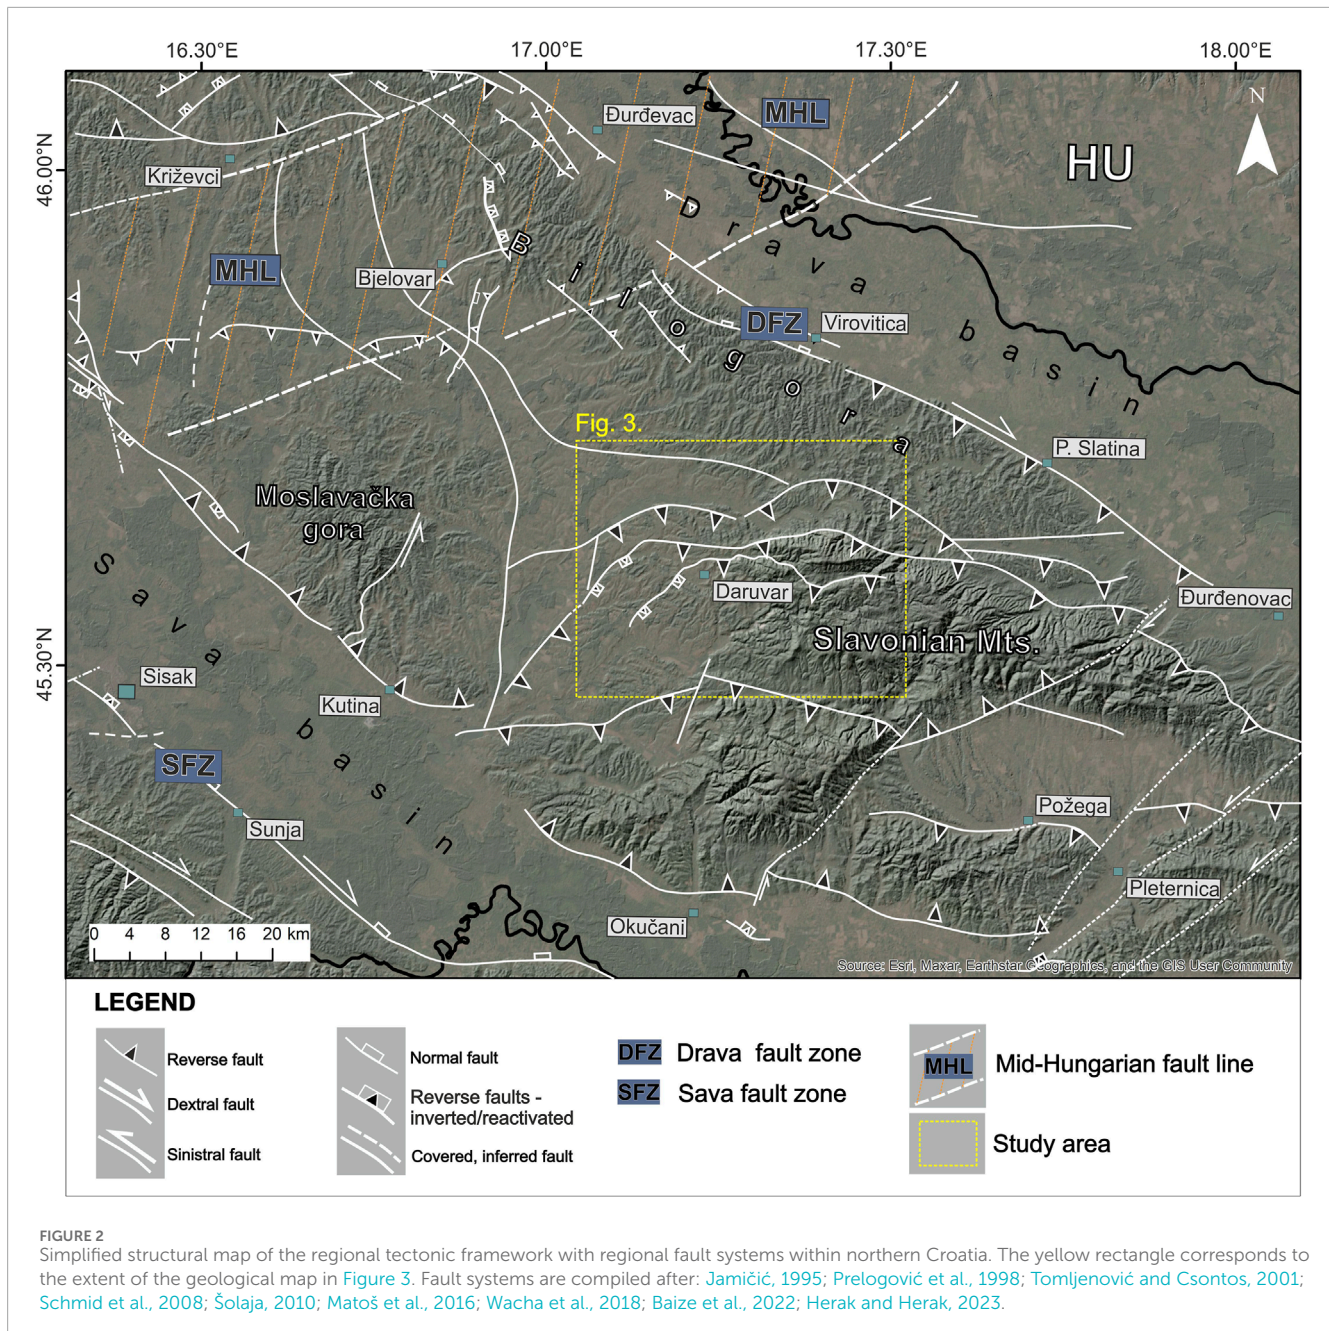 16.30°E 17.00°E 17.30°E 18.00°E
46.00°N
45.30°N
N
HU
MHL
Đurđevac
Križevci
MHL
Bjelovar
Bilogora
Drava basin
DFZ
Virovitica
Fig. 3.
P. Slatina
Moslavačka
gora
Sava basin
Daruvar
Đurđenovac
Slavonian Mts.
Sisak
Kutina
SFZ
Sunja
Požega
Pleternica
Okučani
0 4 8 12 16 20 km
Source: Esri, Maxar, Earthstar Geographics, and the GIS User Community
LEGEND
Reverse fault
Dextral fault
Sinistral fault
Normal fault
Reverse faults -
inverted/reactivated
Covered, inferred fault
DFZ Drava fault zone
SFZ Sava fault zone
MHL Mid-Hungarian fault line
Study area
FIGURE 2
Simplified structural map of the regional tectonic framework with regional fault systems within northern Croatia. The yellow rectangle corresponds to
the extent of the geological map in Figure 3. Fault systems are compiled after: Jamičić, 1995; Prelogović et al., 1998; Tomljenović and Csontos, 2001;
Schmid et al., 2008; Šolaja, 2010; Matoš et al., 2016; Wacha et al., 2018; Baize et al., 2022; Herak and Herak, 2023.